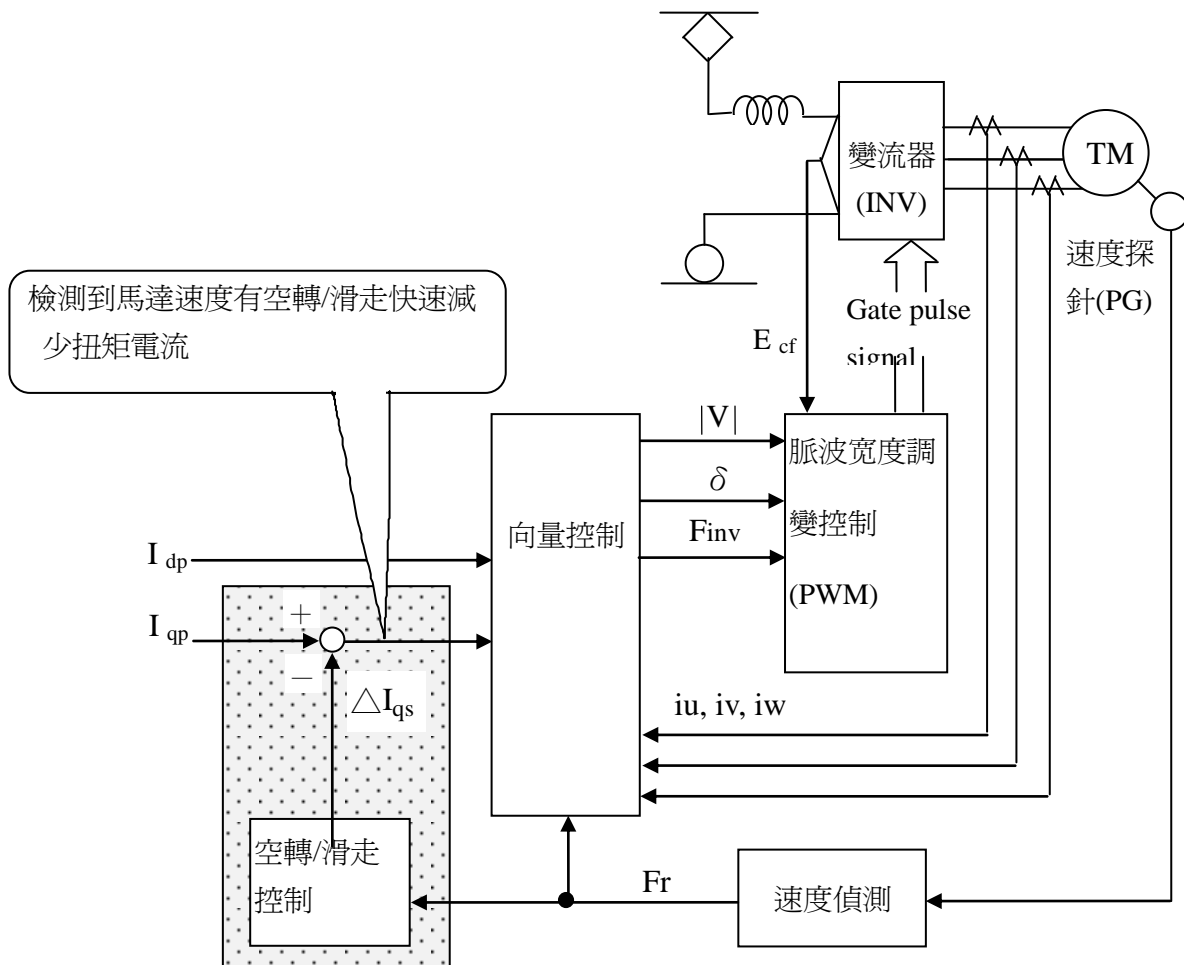 變流器
(INV)
TM
速度探
針(PG)
Gate pulse
signal
E cf
檢測到馬達速度有空轉/滑走快速減
少扭矩電流
|V|
δ
Finv
脈波宽度調
變控制
(PWM)
向量控制
I dp
I qp
+
−
△Iqs
iu, iv, iw
空轉/滑走
控制
Fr
速度偵測